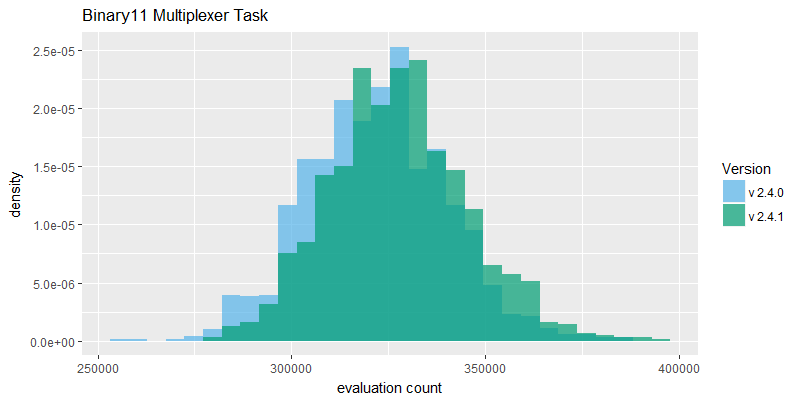 Binary11 Multiplexer Task
density
2.5e-05
2.0e-05
1.5e-05
1.0e-05
5.0e-06
0.0e+00
250000
300000
350000
400000
evaluation count
Version
v 2.4.0
v 2.4.1